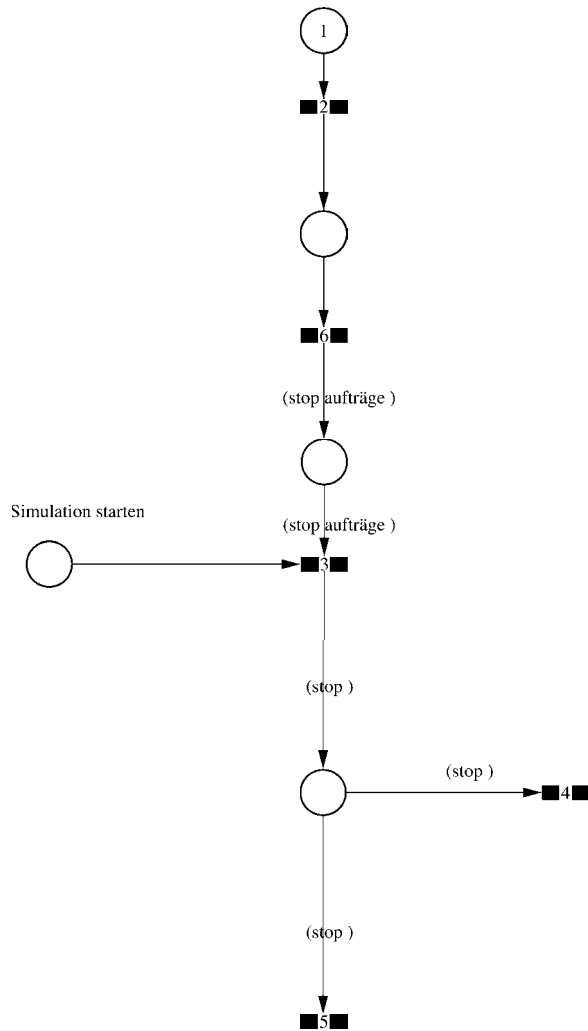 1
2
6
(stop aufträge )
Simulation starten
(stop aufträge )
3
(stop )
(stop )
4
(stop )
5